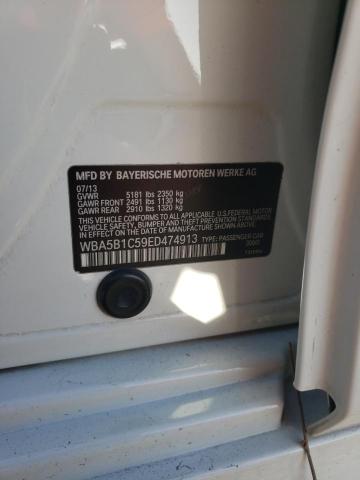 MFD BY BAYERISCHE MOTOREN WERKE AG
07/13
GVWR 5181 lbs 2350 kg
GAWR FRONT 2491 lbs 1130 kg
GAWR REAR 2910 lbs 1320 kg
THIS VEHICLE CONFORMS TO ALL APPLICABLE U.S.FEDERAL MOTOR
VEHICLE SAFETY, BUMPER, AND THEFT PREVENTION
STANDARDS IN EFFECT ON THE DATE OF MANUFACTURE SHOWN ABOVE.
WBA5B1C59ED474913 TYPE: PASSENGER CAR